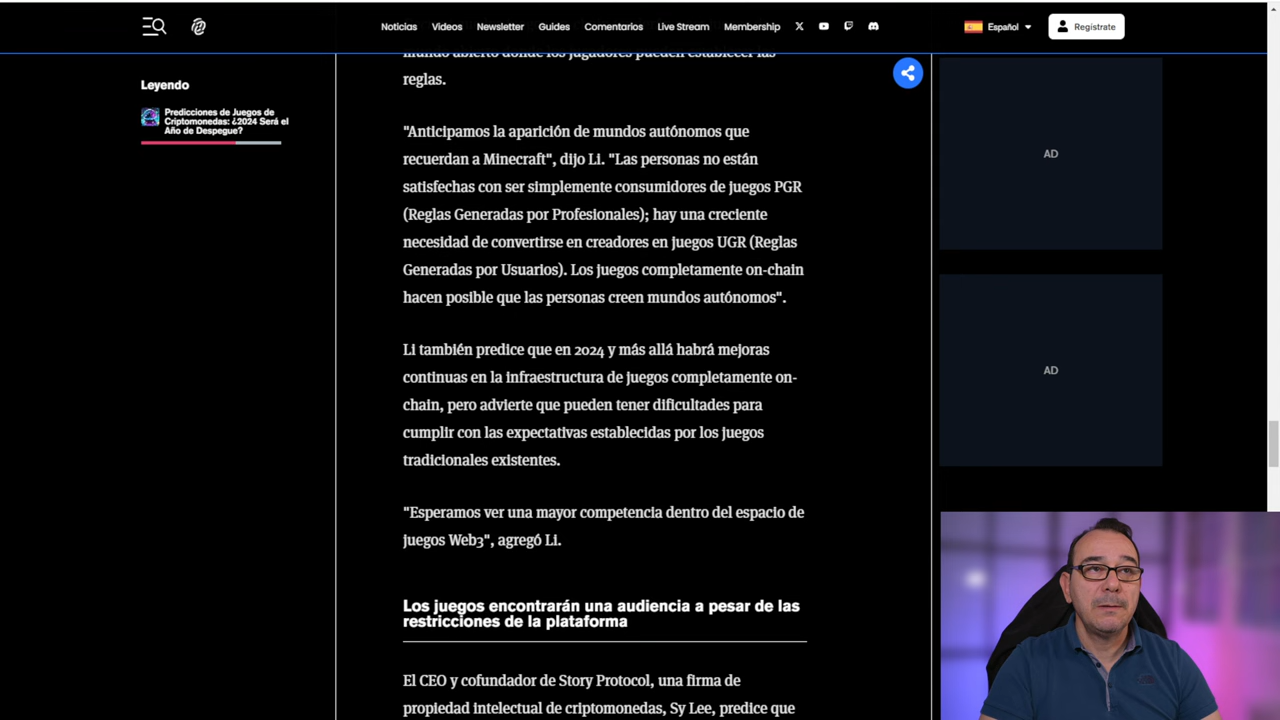 Noticias
Videos
Newsletter
Guides
Comentarios
Live Stream
Membership
Español
Regístrate
Leyendo
Predicciones de Juegos de
Criptomonedas: ¿2024 Será el
Año de Despegue?
mundo abierto donde los jugadores pueden establecer las
reglas.
"Anticipamos la aparición de mundos autónomos que
recuerdan a Minecraft", dijo Li. "Las personas no están
satisfechas con ser simplemente consumidores de juegos PGR
(Reglas Generadas por Profesionales); hay una creciente
necesidad de convertirse en creadores en juegos UGR (Reglas
Generadas por Usuarios). Los juegos completamente on-chain
hacen posible que las personas creen mundos autónomos".
Li también predice que en 2024 y más allá habrá mejoras
continuas en la infraestructura de juegos completamente on-
chain, pero advierte que pueden tener dificultades para
cumplir con las expectativas establecidas por los juegos
tradicionales existentes.
"Esperamos ver una mayor competencia dentro del espacio de
juegos Web3", agregó Li.
Los juegos encontrarán una audiencia a pesar de las
restricciones de la plataforma
El CEO y cofundador de Story Protocol, una firma de
propiedad intelectual de criptomonedas, Sy Lee, predice que
AD
AD